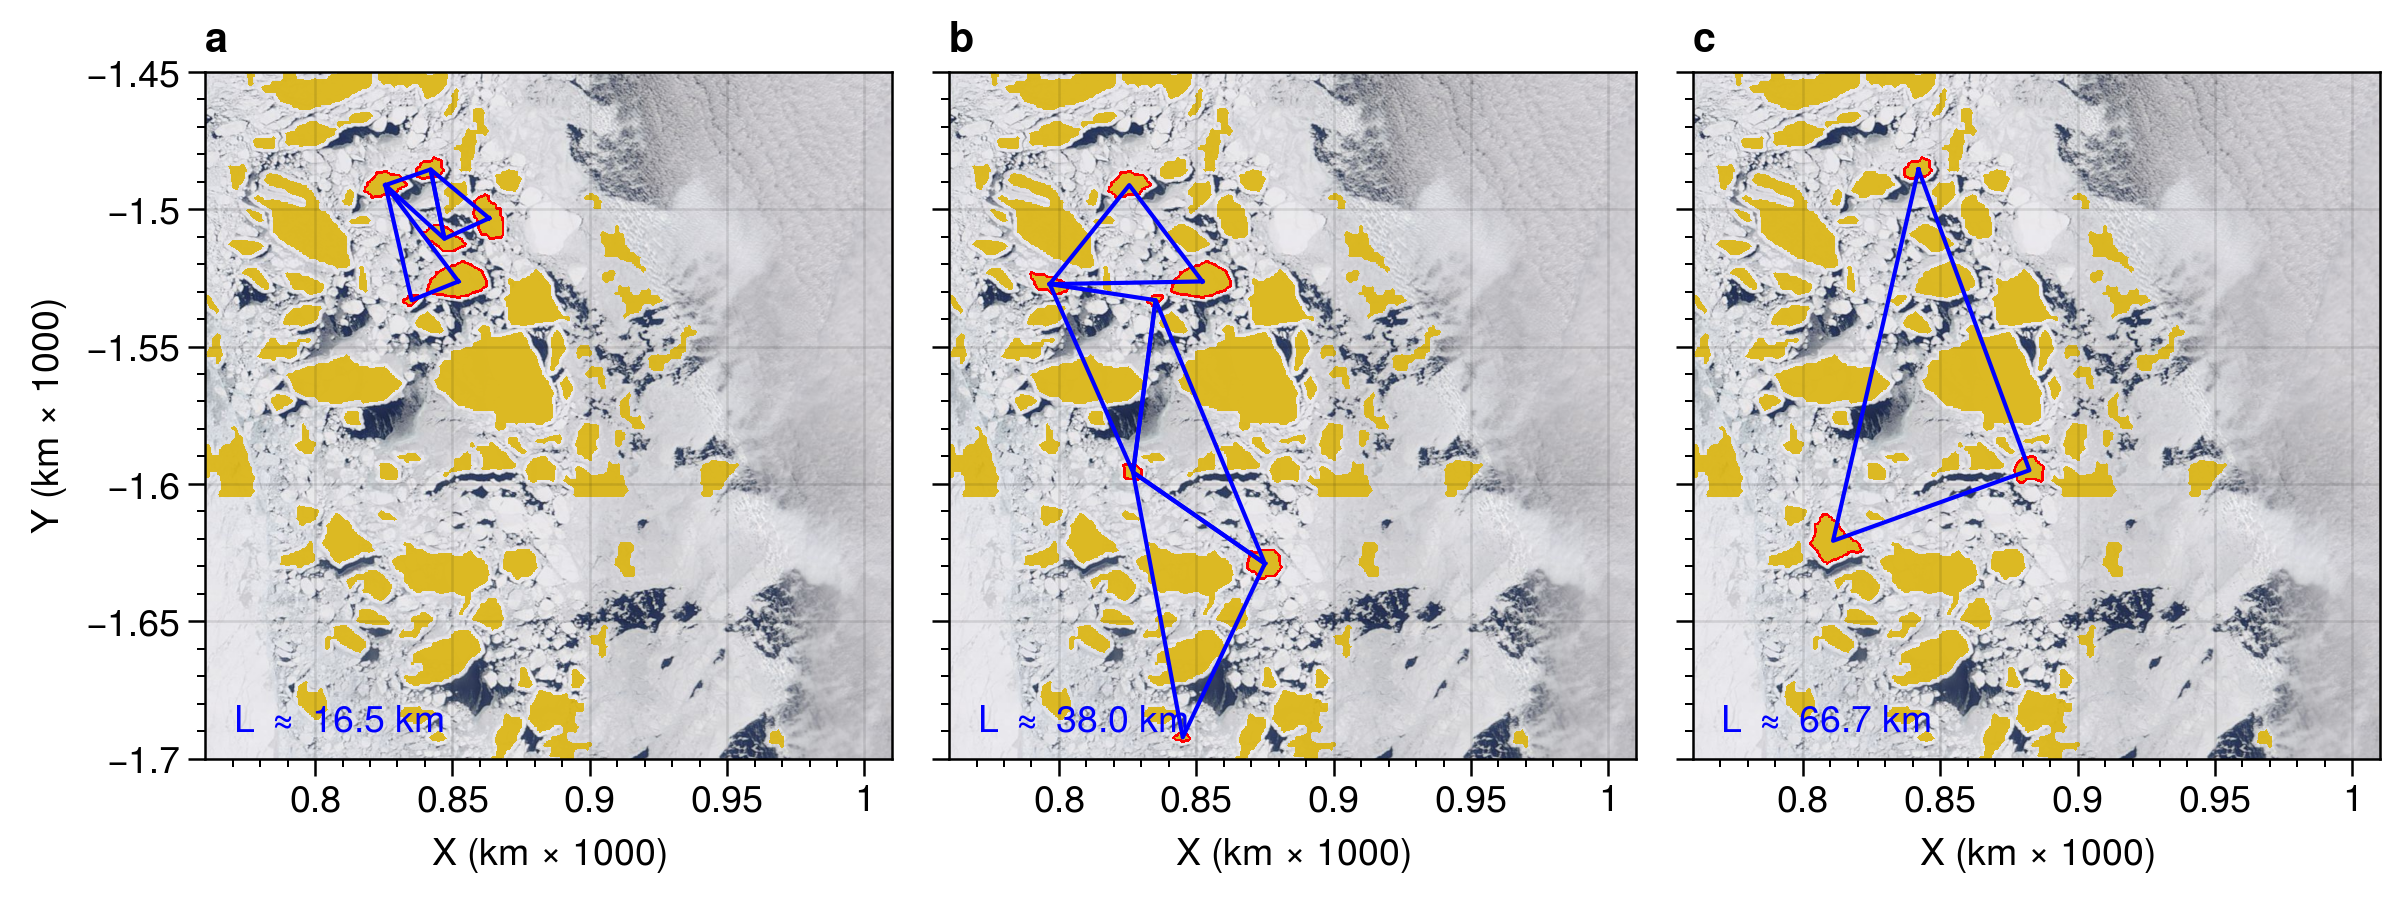 a b c
−1.45
−1.5
−1.55
−1.6
−1.65
−1.7
Y (km × 1000)
L ≈ 16.5 km
L ≈ 38.0 km
L ≈ 66.7 km
0.8 0.85 0.9 0.95 1
0.8 0.85 0.9 0.95 1
0.8 0.85 0.9 0.95 1
X (km × 1000)
X (km × 1000)
X (km × 1000)